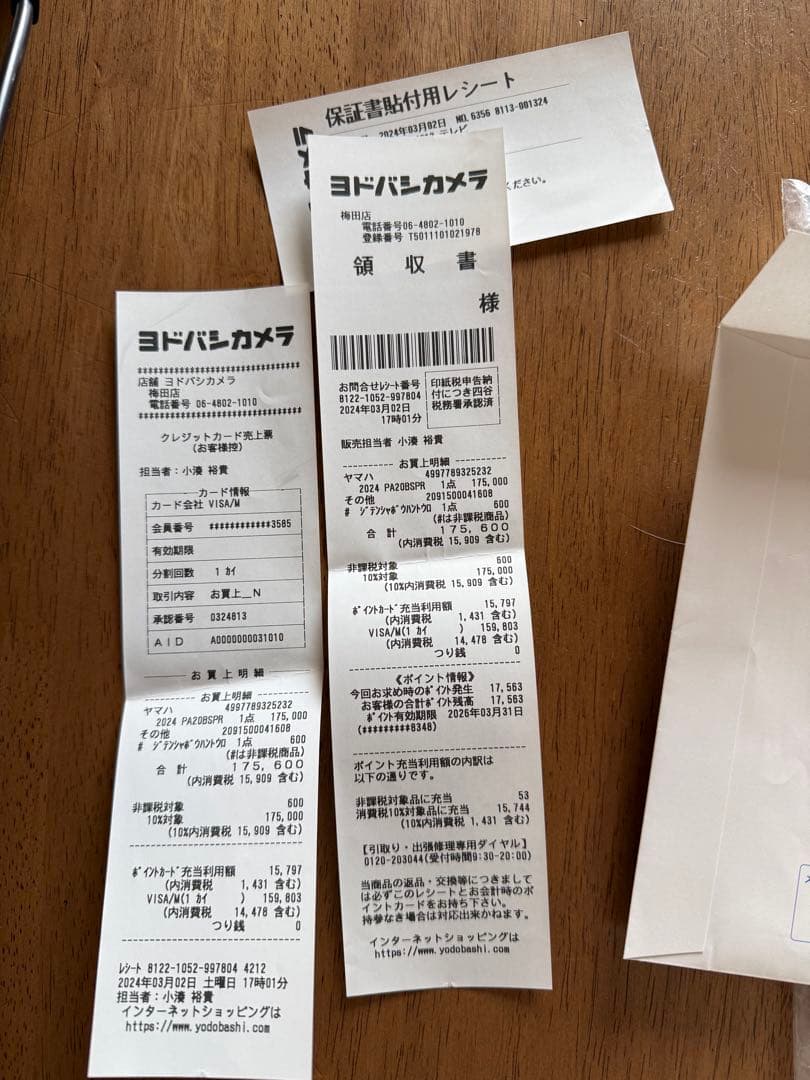 保証書貼付用レシート
2024年03月02日 NO.6356 8113-001324
テレビ
ください。
ヨドバシカメラ
梅田店
電話番号06-4802-1010
登録番号 T5011101021978
領 収 書
様
お問合せレシート番号
8122-1052-997804
2024年03月02日
17時01分
印紙税申告納
付につき四谷
税務署承認済
販売担当者 小湊 裕貴
お買上明細
ヤマハ 4997789325232
2024 PA20BSPR 1点 175,000
その他 2091500041608
# ジテンシャボウハントウロ 1点 600
(#は非課税商品)
合 計 175,600
(内消費税 15,909 含む)
非課税対象 600
10%対象 175,000
(10%内消費税 15,909 含む)
ポイントカード充当利用額 15,797
(内消費税 1,431 含む)
VISA/M(1 カイ ) 159,803
(内消費税 14,478 含む)
つり銭 0
《ポイント情報》
今回お求め時のポイント発生 17,563
お客様の合計ポイント残高 17,563
ポイント有効期限 2026年03月31日
(*********8348)
ポイント充当利用額の内訳は
以下の通りです。
非課税対象品に充当 53
消費税10%対象品に充当 15,744
(10%内消費税 1,431 含む)
【引取り・出張修理専用ダイヤル】
0120-203044(受付時間9:30-20:00)
当商品の返品・交換等につきまして
は必ずこのレシートとお会計時のポ
イントカードをお持ち下さい。
持参なき場合は対応出来かねます。
インターネットショッピングは
https://www.yodobashi.com
ヨドバシカメラ
店舗 ヨドバシカメラ
梅田店
電話番号 06-4802-1010
クレジットカード売上票
(お客様控)
担当者：小湊 裕貴
カード情報
カード会社 VISA/M
会員番号 ************3585
有効期限
分割回数 1 カイ
取引内容 お買上__N
承認番号 0324813
AID A0000000031010
お買上明細
お買上明細
ヤマハ 4997789325232
2024 PA20BSPR 1点 175,000
その他 2091500041608
# ジテンシャボウハントウロ 1点 600
(#は非課税商品)
合 計 175,600
(内消費税 15,909 含む)
非課税対象 600
10%対象 175,000
(10%内消費税 15,909 含む)
ポイントカード充当利用額 15,797
(内消費税 1,431 含む)
VISA/M(1 カイ ) 159,803
(内消費税 14,478 含む)
つり銭 0
レシート 8122-1052-997804 4212
2024年03月02日 土曜日 17時01分
担当者：小湊 裕貴
インターネットショッピングは
https://www.yodobashi.com